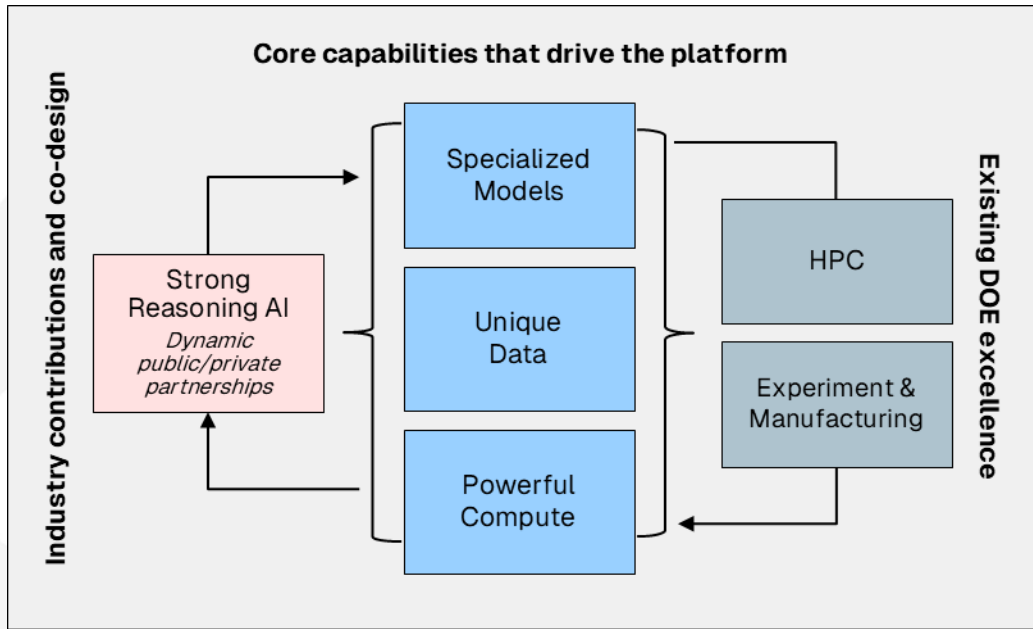 Core capabilities that drive the platform
Industry contributions and co-design
Strong
Reasoning AI
Dynamic
public/private
partnerships
Specialized
Models
Unique
Data
Powerful
Compute
HPC
Experiment &
Manufacturing
Existing DOE excellence